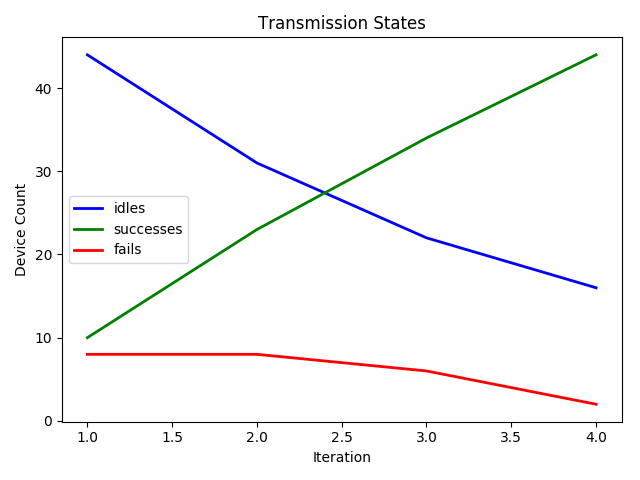 Transmission States
Device Count
40
30
20
10
0
idles
successes
fails
1.0 1.5 2.0 2.5 3.0 3.5 4.0
Iteration